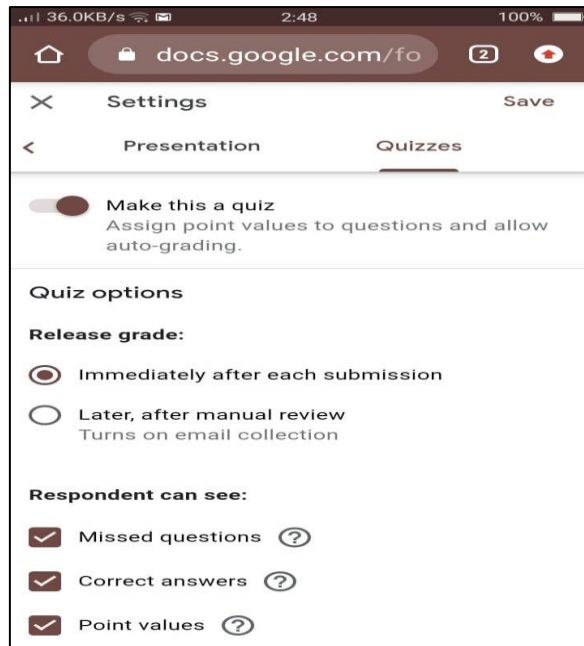 36.0KB/s 2:48 100%
docs.google.com/fo 2
Settings Save
Presentation Quizzes
Make this a quiz
Assign point values to questions and allow
auto-grading.
Quiz options
Release grade:
Immediately after each submission
Later, after manual review
Turns on email collection
Respondent can see:
Missed questions ?
Correct answers ?
Point values ?